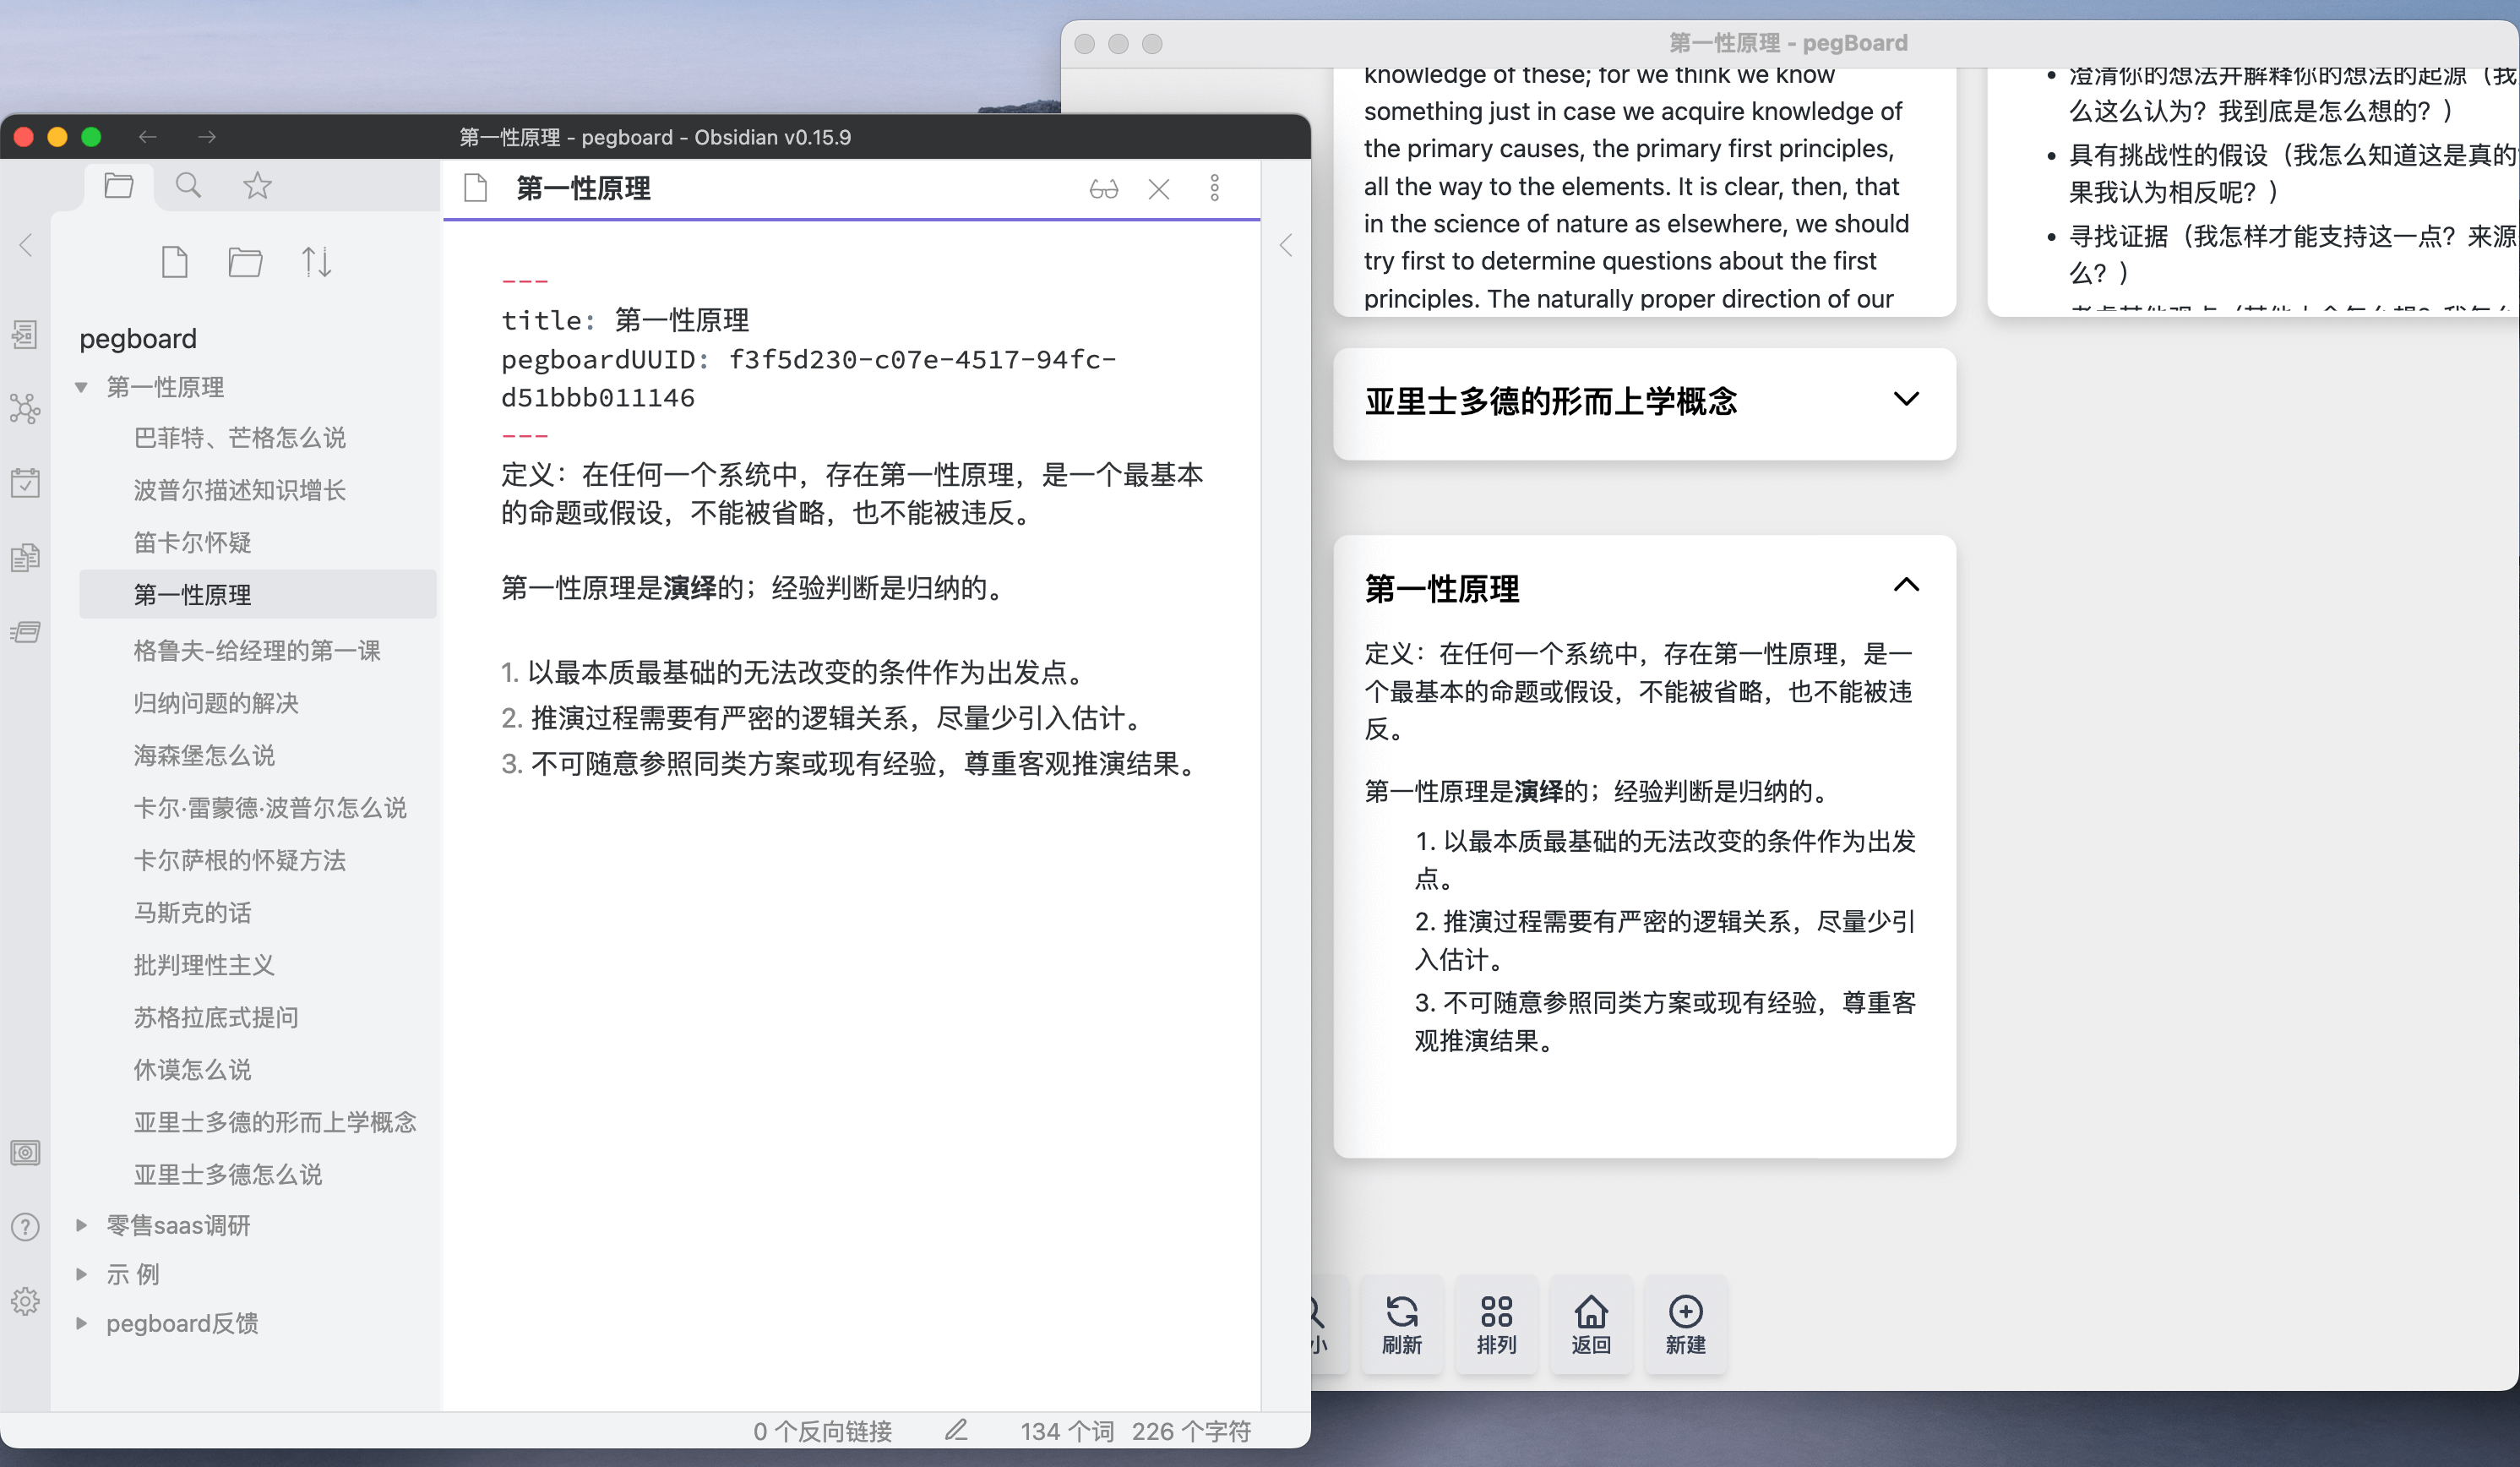 第一性原理 - pegBoard
knowledge of these; for we think we know
something just in case we acquire knowledge of
the primary causes, the primary first principles,
all the way to the elements. It is clear, then, that
in the science of nature as elsewhere, we should
try first to determine questions about the first
principles. The naturally proper direction of our
澄清你的想法并解释你的想法的起源（我
么这么认为？我到底是怎么想的？）
具有挑战性的假设（我怎么知道这是真的
果我认为相反呢？）
寻找证据（我怎样才能支持这一点？来源
么？）
亚里士多德的形而上学概念
第一性原理
定义：在任何一个系统中，存在第一性原理，是一
个最基本的命题或假设，不能被省略，也不能被违
反。
第一性原理是演绎的；经验判断是归纳的。
1. 以最本质最基础的无法改变的条件作为出发
点。
2. 推演过程需要有严密的逻辑关系，尽量少引
入估计。
3. 不可随意参照同类方案或现有经验，尊重客
观推演结果。
小
刷新
排列
返回
新建
第一性原理 - pegboard - Obsidian v0.15.9
第一性原理
pegboard
第一性原理
巴菲特、芒格怎么说
波普尔描述知识增长
笛卡尔怀疑
第一性原理
格鲁夫-给经理的第一课
归纳问题的解决
海森堡怎么说
卡尔·雷蒙德·波普尔怎么说
卡尔萨根的怀疑方法
马斯克的话
批判理性主义
苏格拉底式提问
休谟怎么说
亚里士多德的形而上学概念
亚里士多德怎么说
零售saas调研
示 例
pegboard反馈
---
title: 第一性原理
pegboardUUID: f3f5d230-c07e-4517-94fc-
d51bbb011146
---
定义：在任何一个系统中，存在第一性原理，是一个最基本
的命题或假设，不能被省略，也不能被违反。
第一性原理是演绎的；经验判断是归纳的。
1. 以最本质最基础的无法改变的条件作为出发点。
2. 推演过程需要有严密的逻辑关系，尽量少引入估计。
3. 不可随意参照同类方案或现有经验，尊重客观推演结果。
0 个反向链接
134 个词
226 个字符